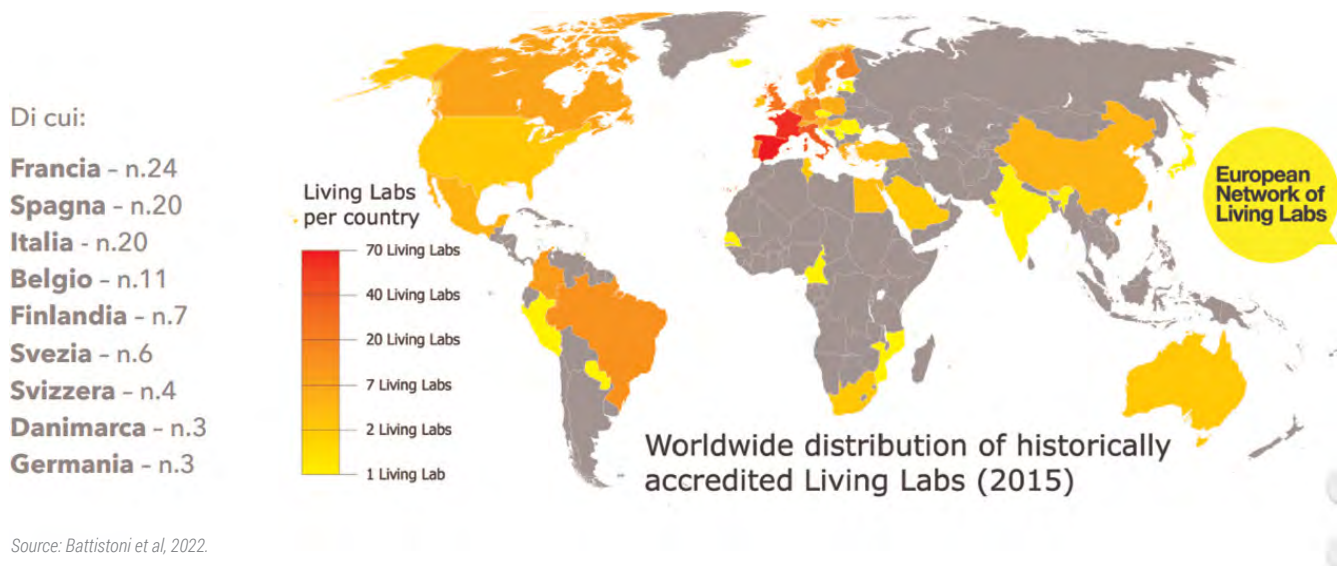 Di cui:
Francia – n.24
Spagna – n.20
Italia – n.20
Belgio – n.11
Finlandia – n.7
Svezia – n.6
Svizzera – n.4
Danimarca – n.3
Germania – n.3
Source: Battistoni et al, 2022.
Living Labs
per country
70 Living Labs
40 Living Labs
20 Living Labs
7 Living Labs
2 Living Labs
1 Living Lab
Worldwide distribution of historically
accredited Living Labs (2015)
European
Network of
Living Labs